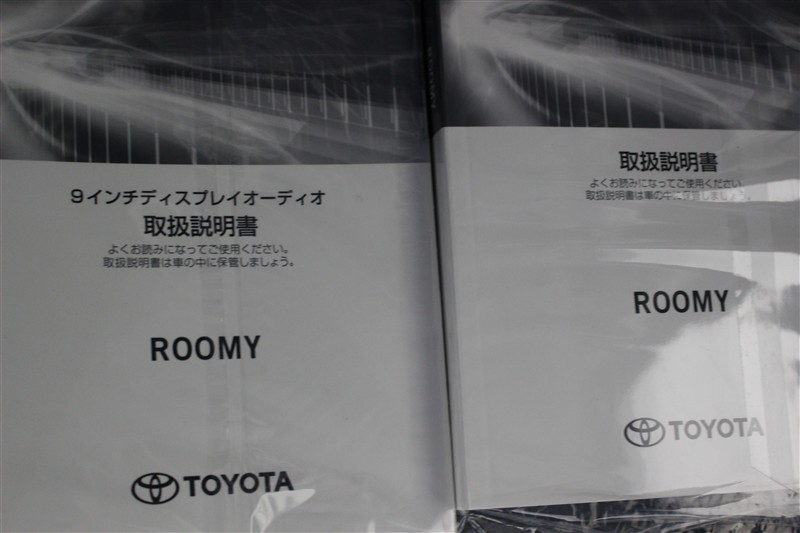 9インチディスプレイオーディオ
取扱説明書
よくお読みになってご使用ください。
取扱説明書は車の中に保管しましょう。
ROOMY
TOYOTA
取扱説明書
よくお読みになってご使用ください。
取扱説明書は車の中に保管しましょう。
ROOMY
TOYOTA